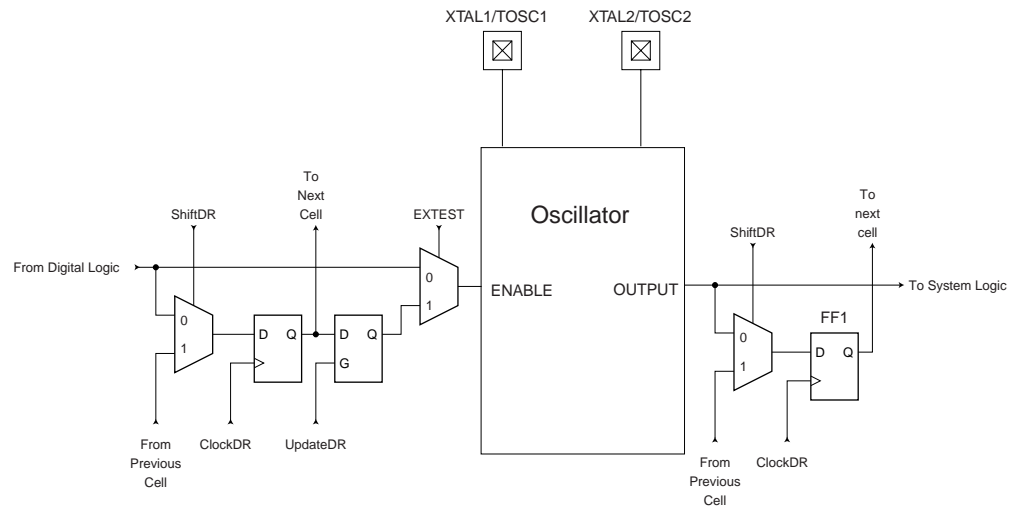 XTAL1/TOSC1
XTAL2/TOSC2
To
Next
Cell
ShiftDR
EXTEST
From Digital Logic
0
1
D Q
D Q
G
0
1
From
Previous
Cell
ClockDR
UpdateDR
Oscillator
ENABLE
OUTPUT
To
next
cell
ShiftDR
To System Logic
FF1
0
1
D Q
From
Previous
Cell
ClockDR